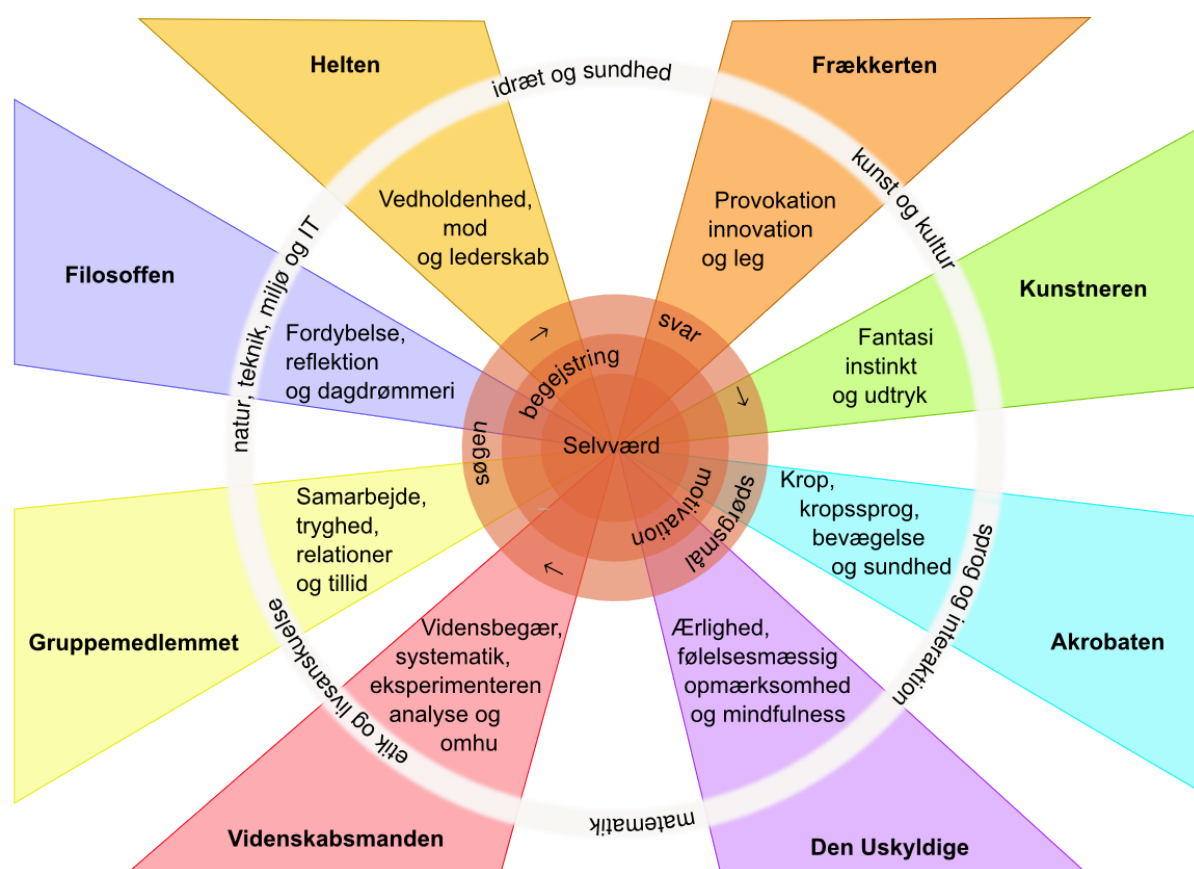 Helten
Frækkerten
idræt og sundhed
kunst og kultur
Vedholdenhed,
mod
og lederskab
Provokation
innovation
og leg
Filosoffen
natur, teknik, miljø og IT
Kunstneren
Fordybelse,
reflektion
og dagdrømmeri
Fantasi
instinkt
og udtryk
svar
begejstring
søgen
Selvværd
motivation
spørgsmål
Samarbejde,
tryghed,
relationer
og tillid
Krop,
kropssprog,
bevægelse
og sundhed
sprog og interaktion
Gruppemedlemmet
etik og livsanskuelse
Vidensbegær,
systematik,
eksperimenteren
analyse og
omhu
Ærlighed,
følelsesmæssig
opmærksomhed
og mindfulness
Akrobaten
matematik
Videnskabsmanden
Den Uskyldige